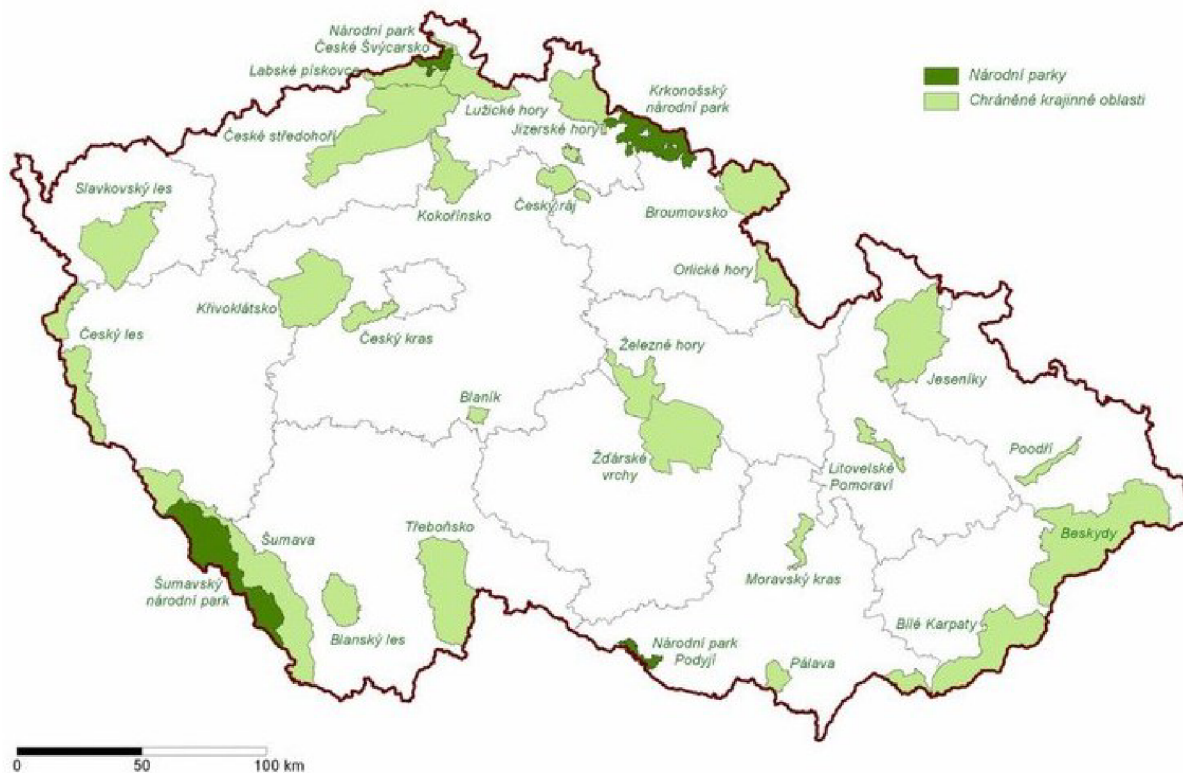 Národní park
České Švýcarsko
Labské pískovce
Národní parky
Chráněné krajinné oblasti
Krkonošský
národní park
Lužické hory
České středohoří
Jizerské hory
Slavkovský les
Kokořínsko
Český ráj
Broumovsko
Orlické hory
Křivoklátsko
Český kras
Český les
Železné hory
Jeseníky
Blaník
Žďárské
vrchy
Litovelské
Pomoraví
Poodří
Třeboňsko
Šumava
Beskydy
Šumavský
národní park
Moravský kras
Blanský les
Bílé Karpaty
Národní park
Podyjí
Pálava
0 50 100 km